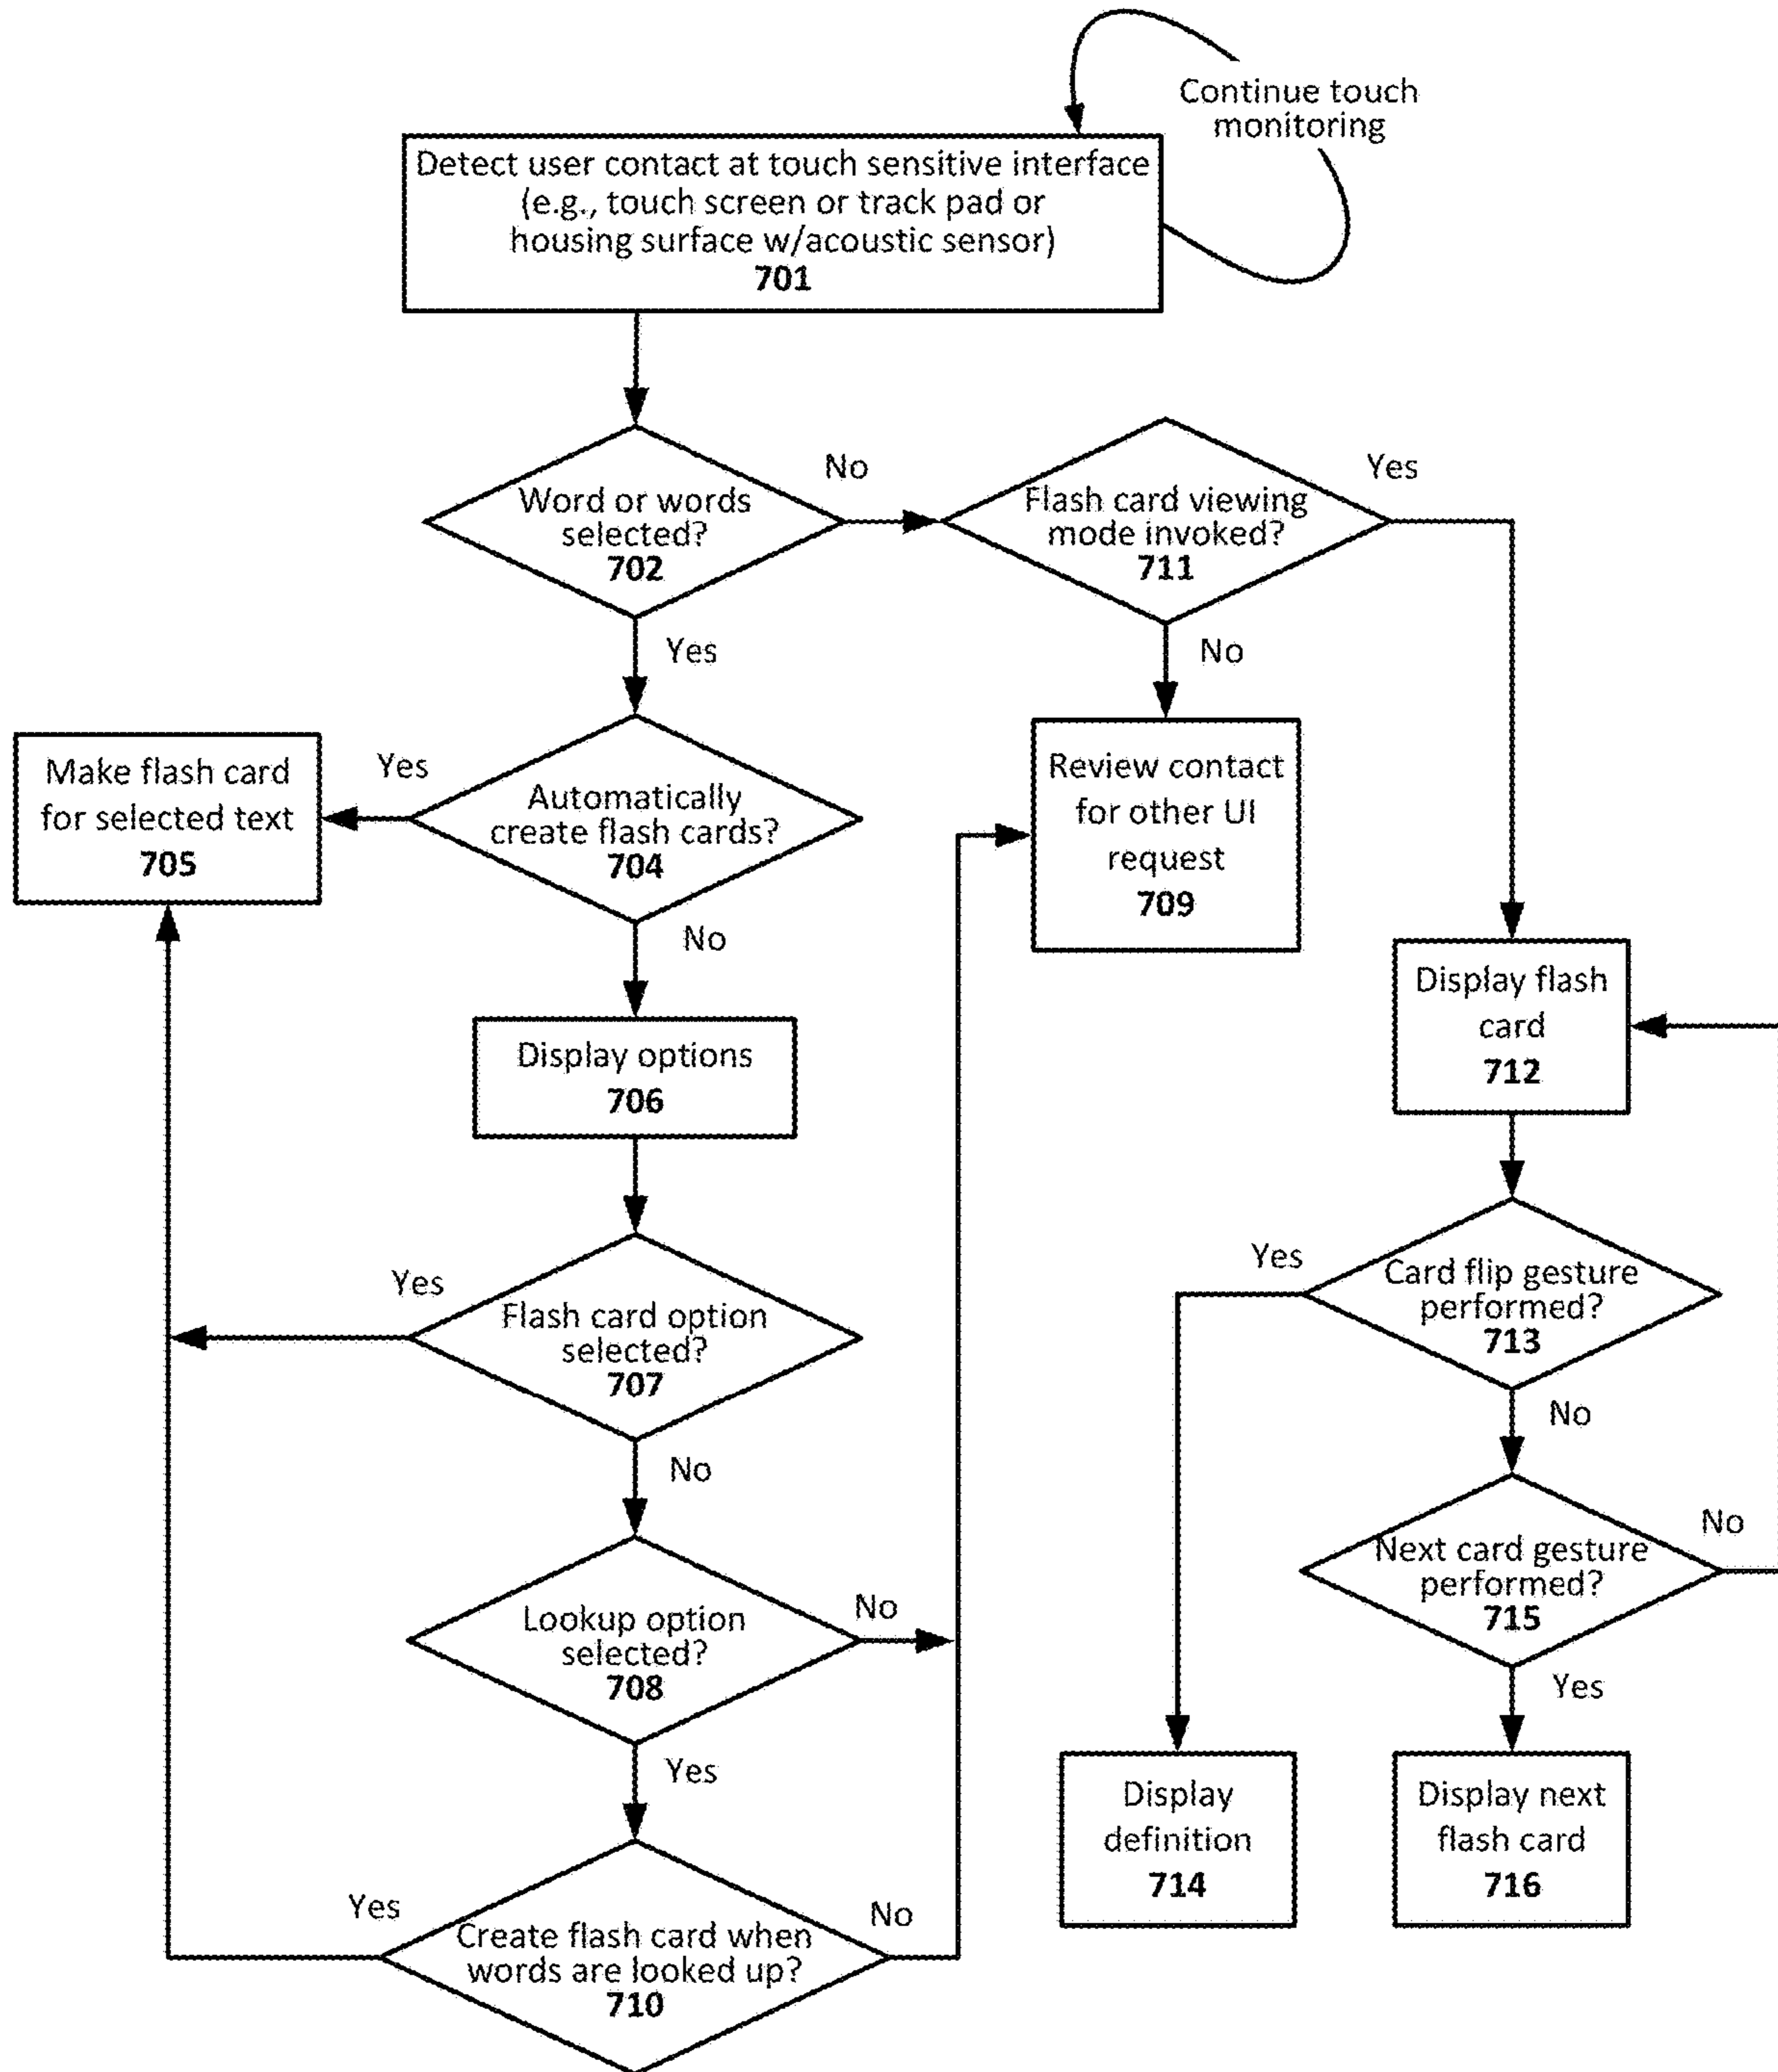 Continue touch
monitoring
Detect user contact at touch sensitive interface
(e.g., touch screen or track pad or
housing surface w/acoustic sensor)
701
Word or words
selected?
702
No
Yes
Flash card viewing
mode invoked?
711
Yes
No
Make flash card
for selected text
705
Yes
Automatically
create flash cards?
704
No
Review contact
for other UI
request
709
Display options
706
Display flash
card
712
Yes
Flash card option
selected?
707
No
Yes
Card flip gesture
performed?
713
No
Lookup option
selected?
708
No
Yes
Next card gesture
performed?
715
No
Yes
Yes
Create flash card when
words are looked up?
710
No
Display
definition
714
Display next
flash card
716